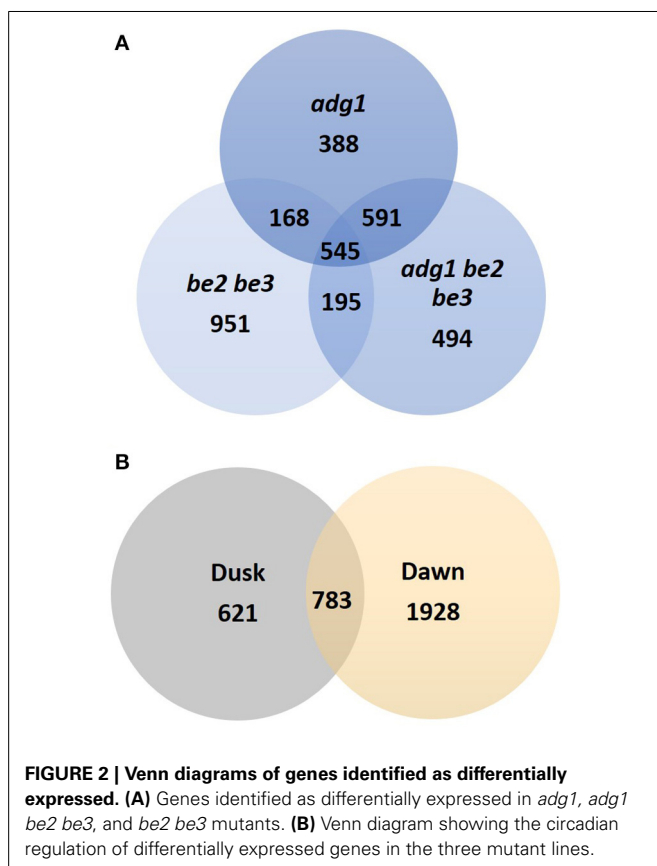 A
adg1
388
168
591
545
be2 be3
951
195
adg1 be2
be3
494
B
Dusk
621
783
Dawn
1928
FIGURE 2 | Venn diagrams of genes identified as differentially
expressed. (A) Genes identified as differentially expressed in adg1, adg1
be2 be3, and be2 be3 mutants. (B) Venn diagram showing the circadian
regulation of differentially expressed genes in the three mutant lines.